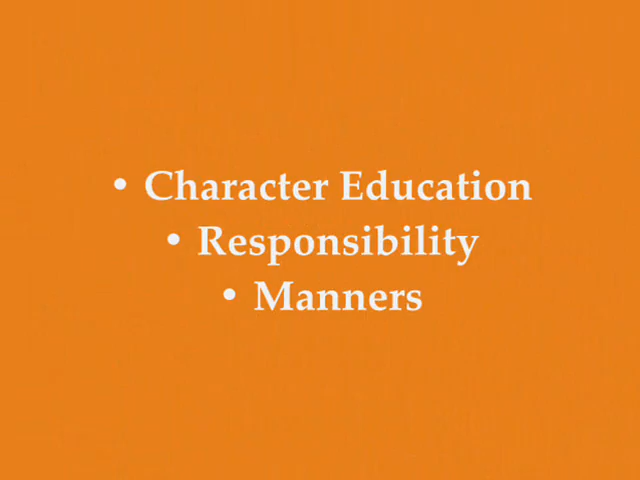 • Character Education
• Responsibility
• Manners